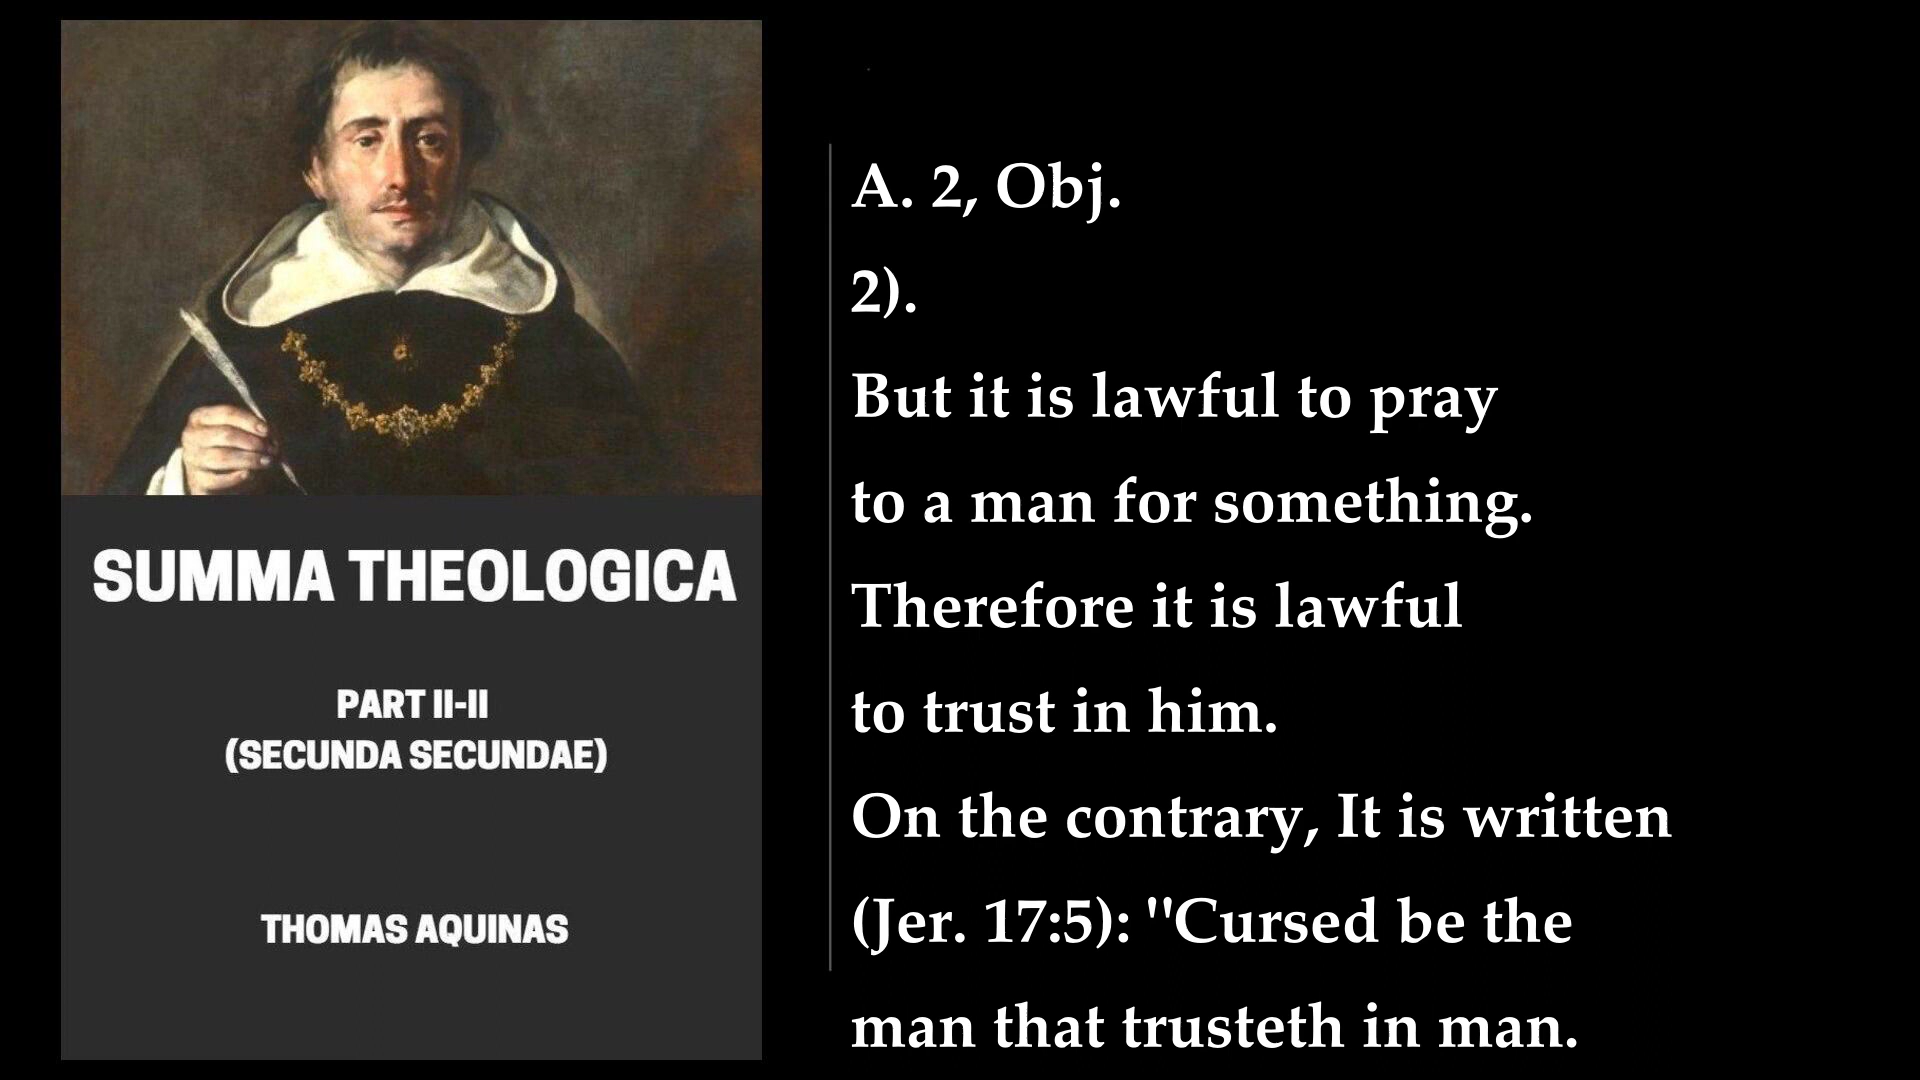 SUMMA THEOLOGICA
PART II-II
(SECUNDA SECUNDAE)
THOMAS AQUINAS
A. 2, Obj.
2).
But it is lawful to pray
to a man for something.
Therefore it is lawful
to trust in him.
On the contrary, It is written
(Jer. 17:5): "Cursed be the
man that trusteth in man.